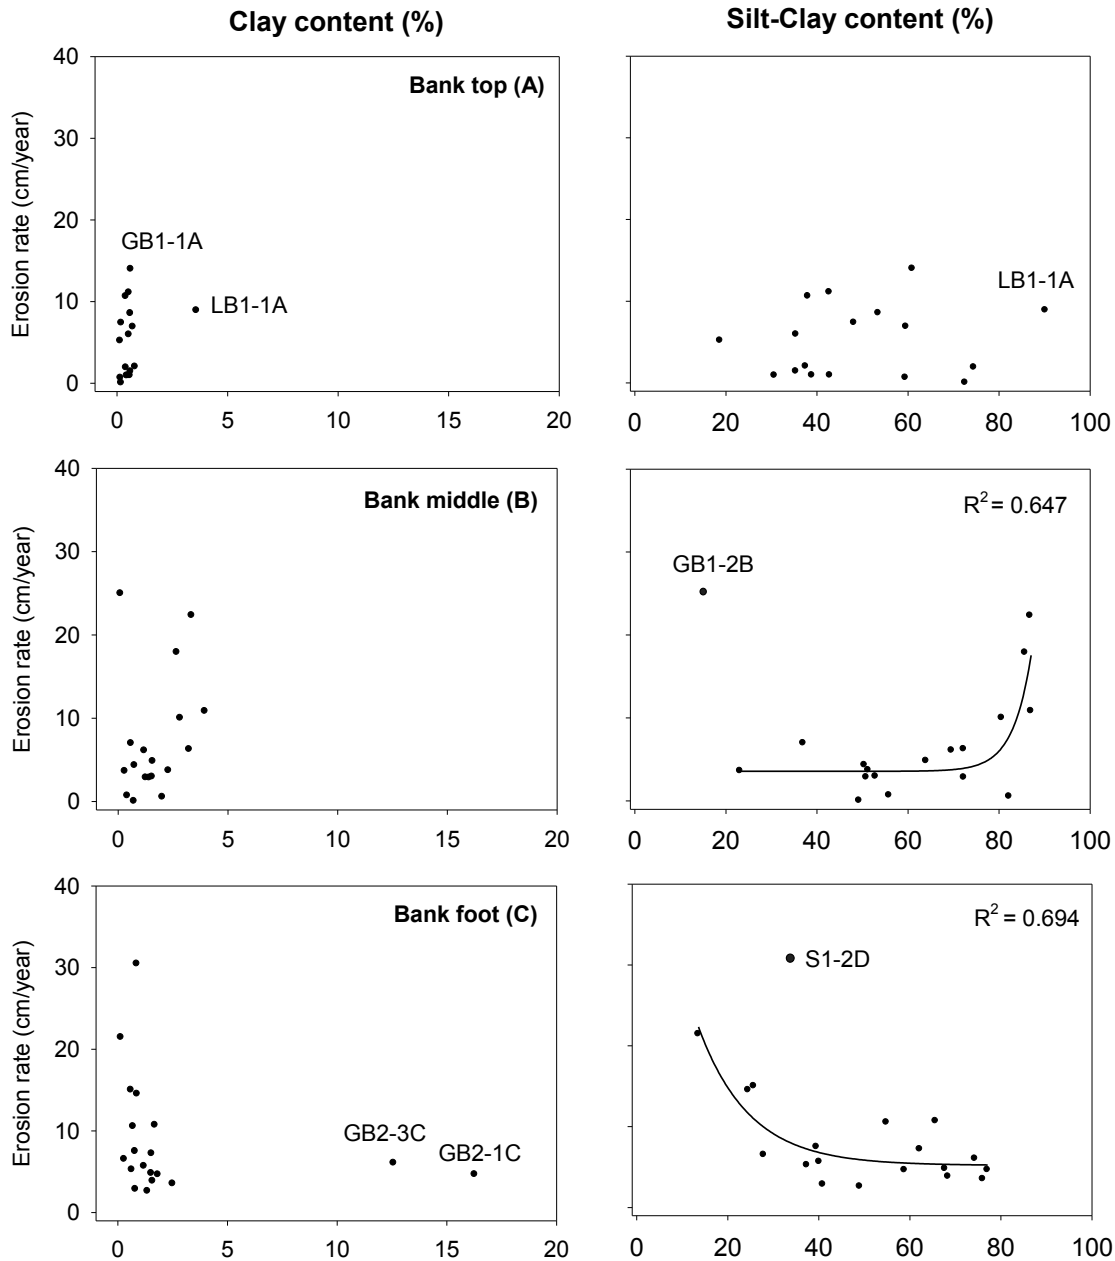 Clay content (%)
Silt-Clay content (%)
Erosion rate (cm/year)
40
30
20
10
0
Bank top (A)
GB1-1A
LB1-1A
0 5 10 15 20
LB1-1A
0 20 40 60 80 100
Erosion rate (cm/year)
40
30
20
10
0
Bank middle (B)
0 5 10 15 20
R² = 0.647
GB1-2B
0 20 40 60 80 100
Erosion rate (cm/year)
40
30
20
10
0
Bank foot (C)
GB2-3C
GB2-1C
0 5 10 15 20
R² = 0.694
S1-2D
0 20 40 60 80 100